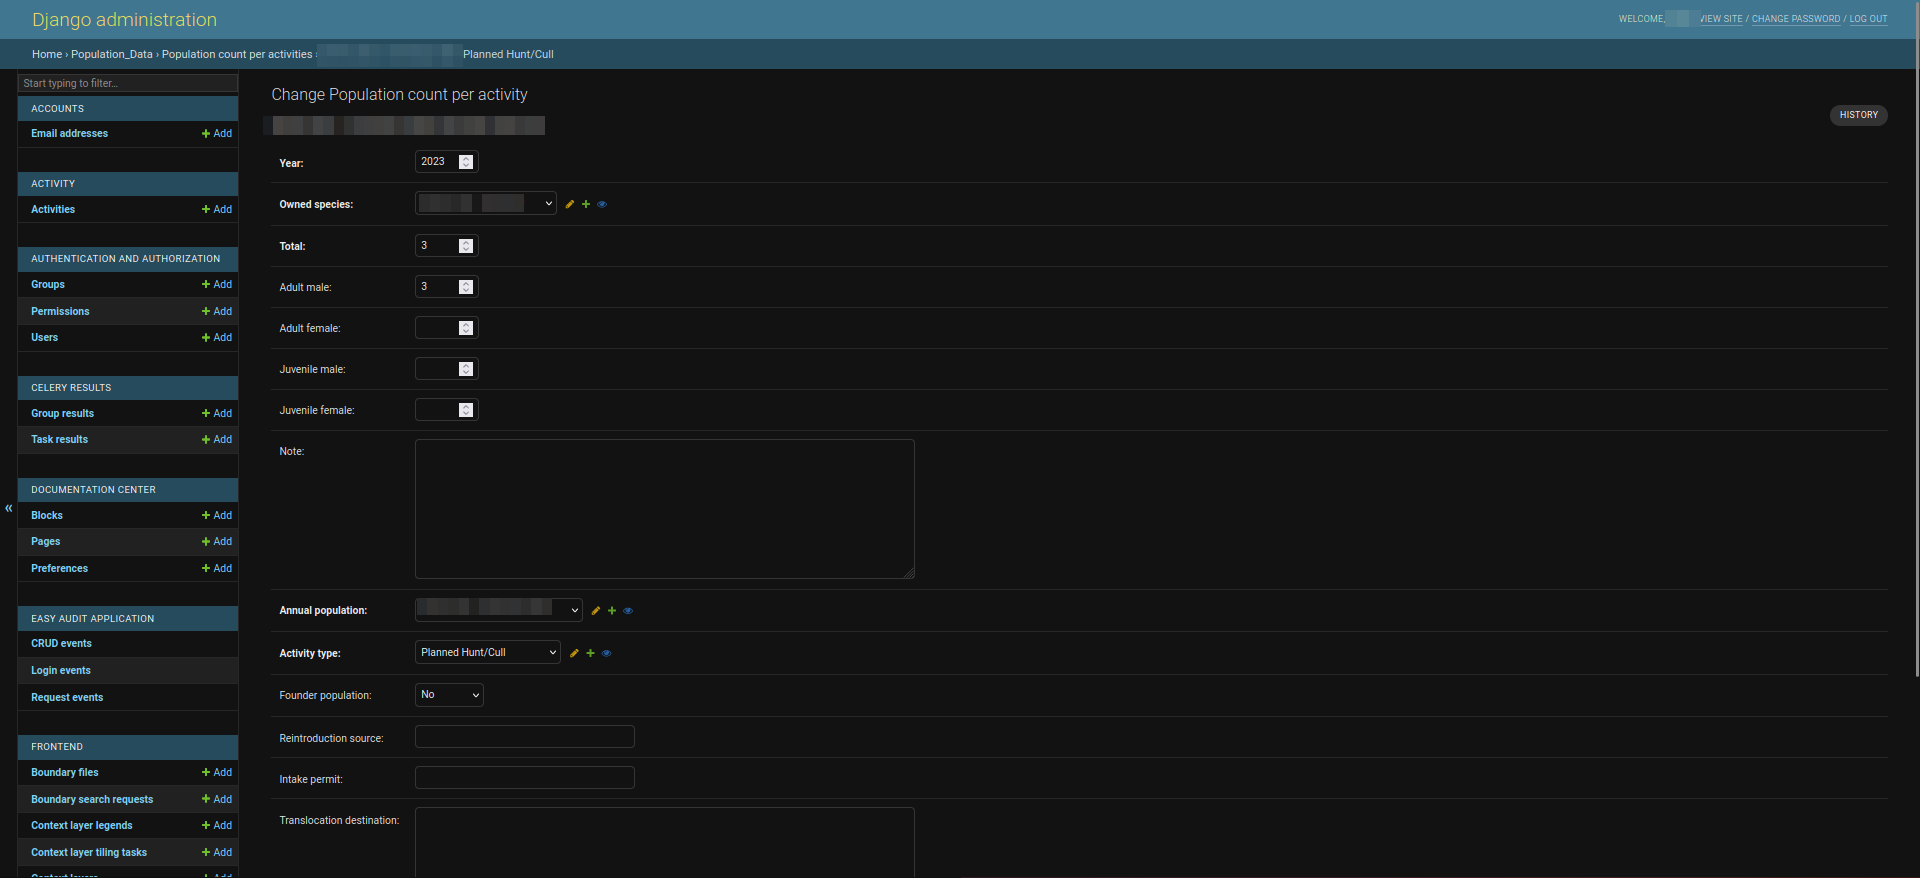 Django administration
WELCOME, VIEW SITE / CHANGE PASSWORD / LOG OUT
Home › Population_Data › Population count per activities › Planned Hunt/Cull
Start typing to filter...
ACCOUNTS
Email addresses + Add
ACTIVITY
Activities + Add
AUTHENTICATION AND AUTHORIZATION
Groups + Add
Permissions + Add
Users + Add
CELERY RESULTS
Group results + Add
Task results + Add
DOCUMENTATION CENTER
Blocks + Add
Pages + Add
Preferences + Add
EASY AUDIT APPLICATION
CRUD events
Login events
Request events
FRONTEND
Boundary files + Add
Boundary search requests + Add
Context layer legends + Add
Context layer tiling tasks + Add
Context layers + Add
«
Change Population count per activity
HISTORY
Year: 2023
Owned species:
Total: 3
Adult male: 3
Adult female:
Juvenile male:
Juvenile female:
Note:
Annual population:
Activity type: Planned Hunt/Cull
Founder population: No
Reintroduction source:
Intake permit:
Translocation destination: